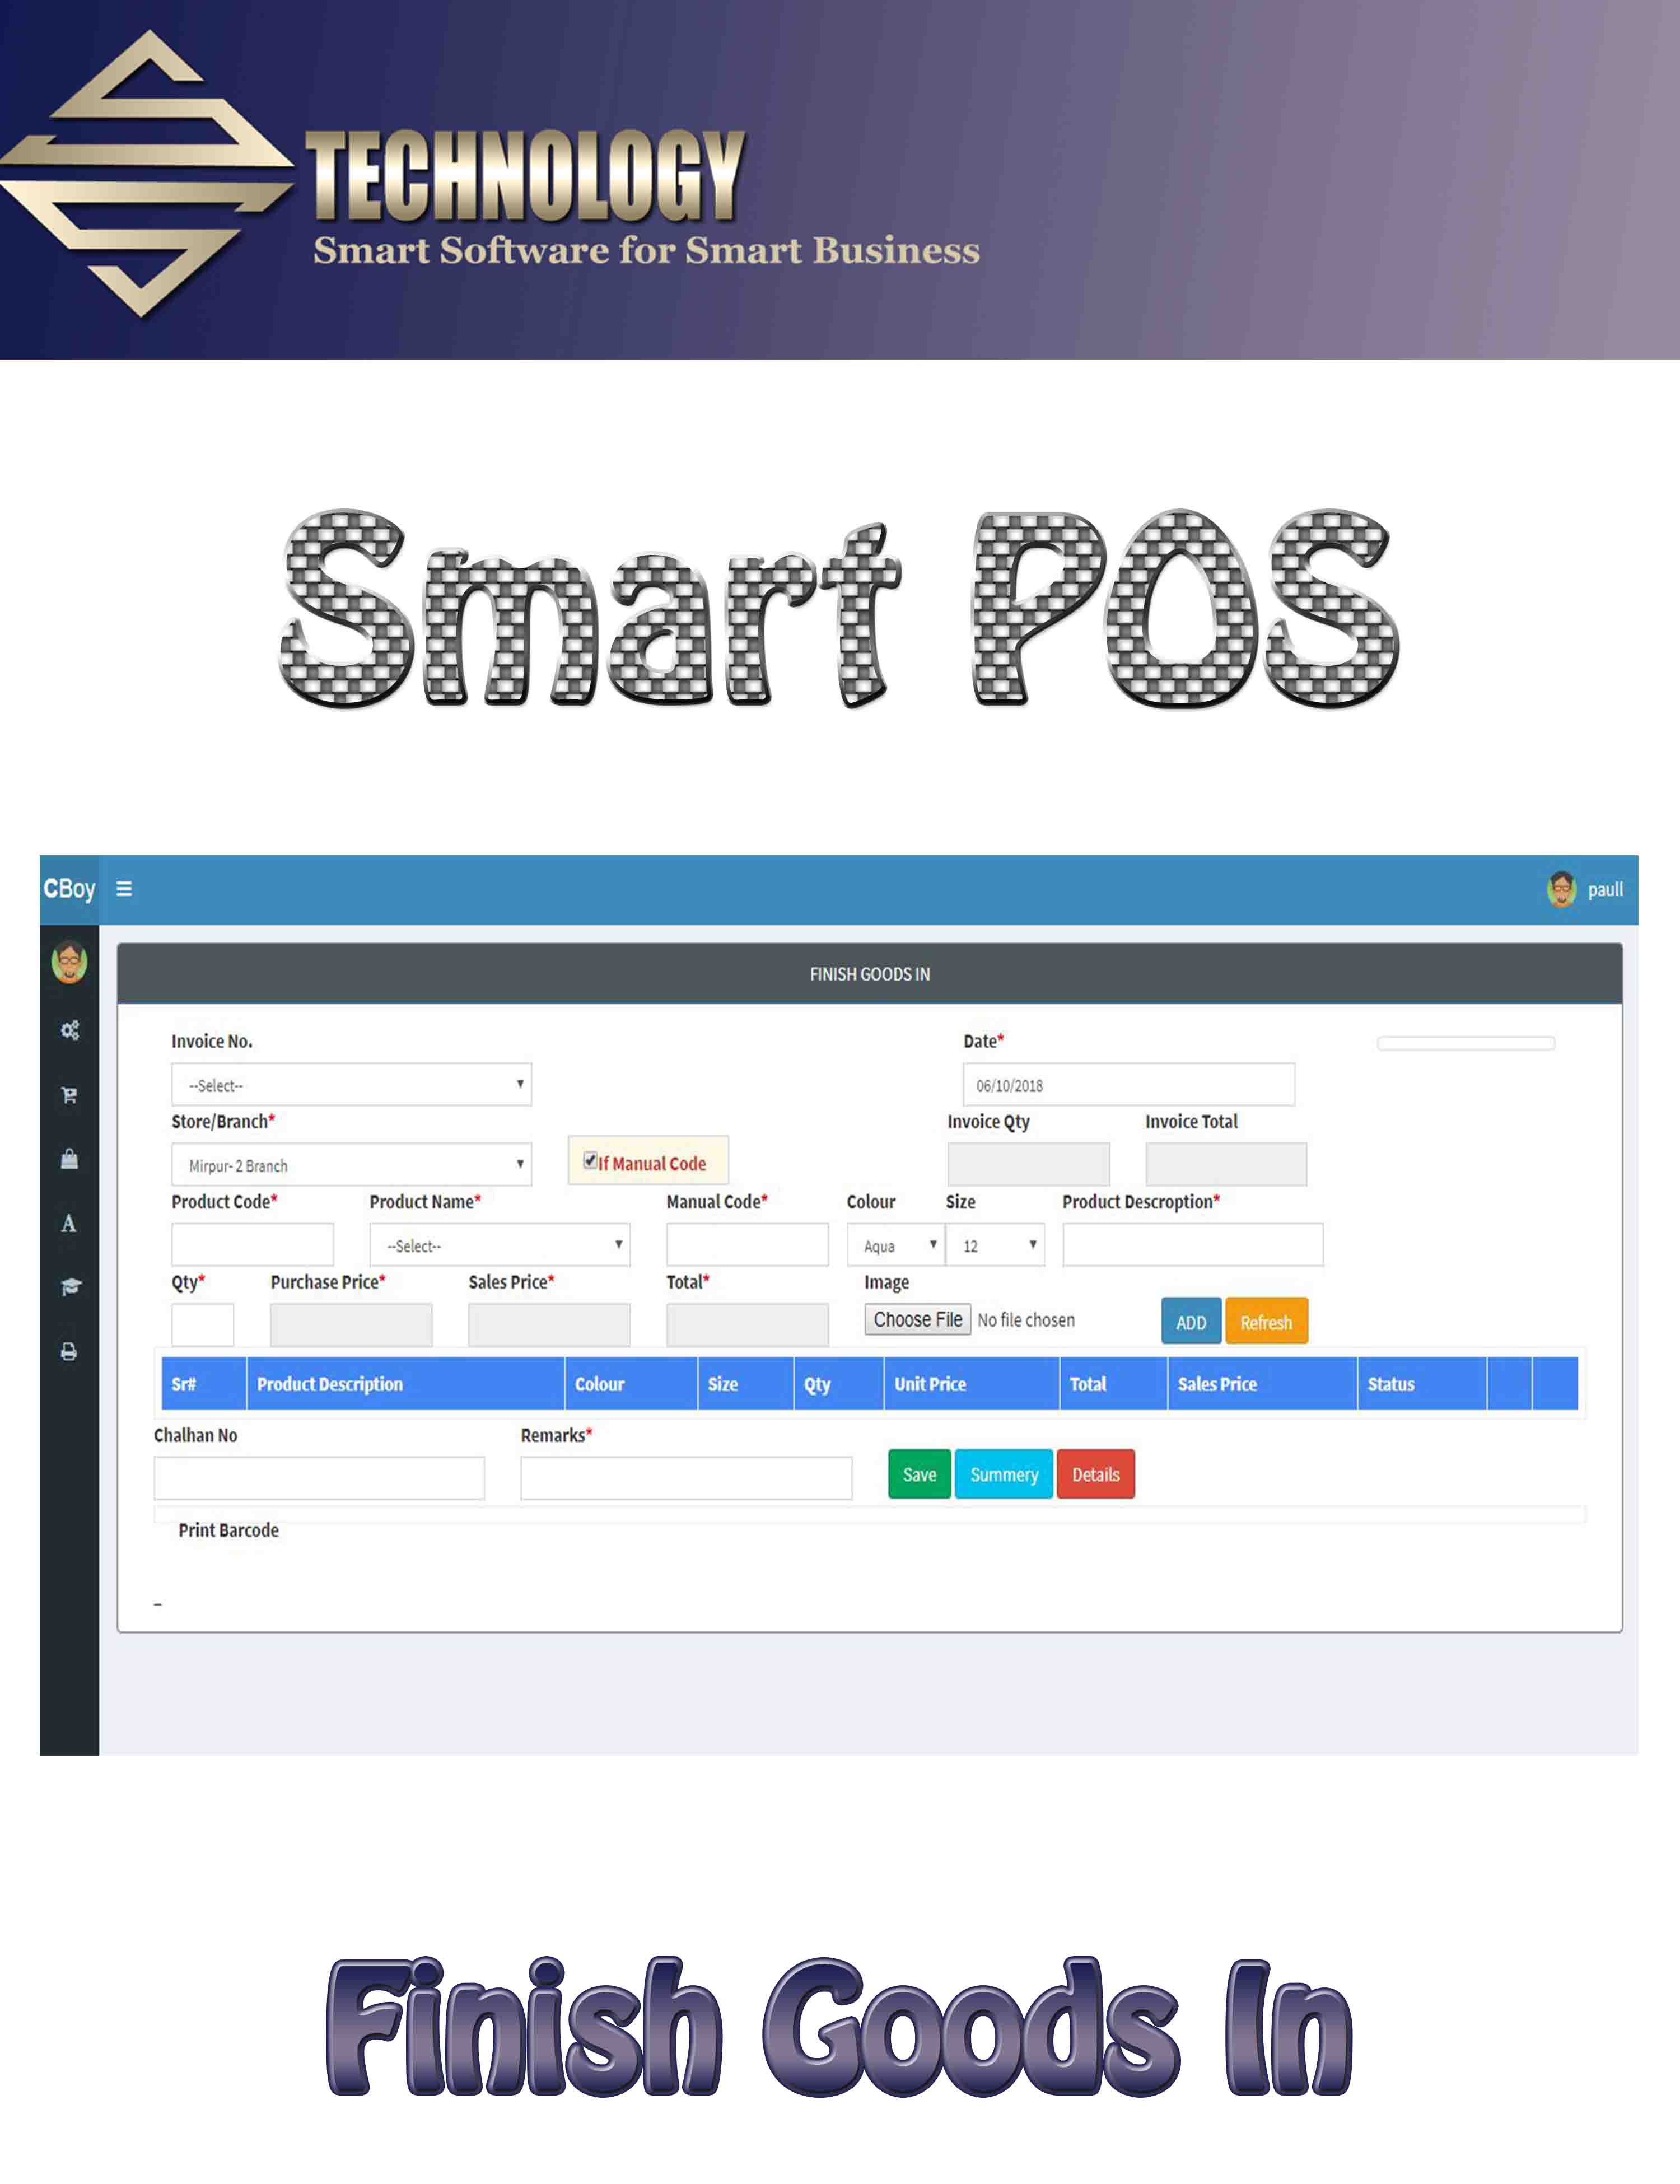 TECHNOLOGY
Smart Software for Smart Business
Smart POS
CBoy paull
FINISH GOODS IN
Invoice No. Date*
--Select-- 06/10/2018
Store/Branch* Invoice Qty Invoice Total
Mirpur- 2 Branch If Manual Code
Product Code* Product Name* Manual Code* Colour Size Product Descroption*
--Select-- Aqua 12
Qty* Purchase Price* Sales Price* Total* Image
Choose File No file chosen ADD Refresh
Sr# Product Description Colour Size Qty Unit Price Total Sales Price Status
Chalhan No Remarks*
Save Summery Details
Print Barcode
Finish Goods In